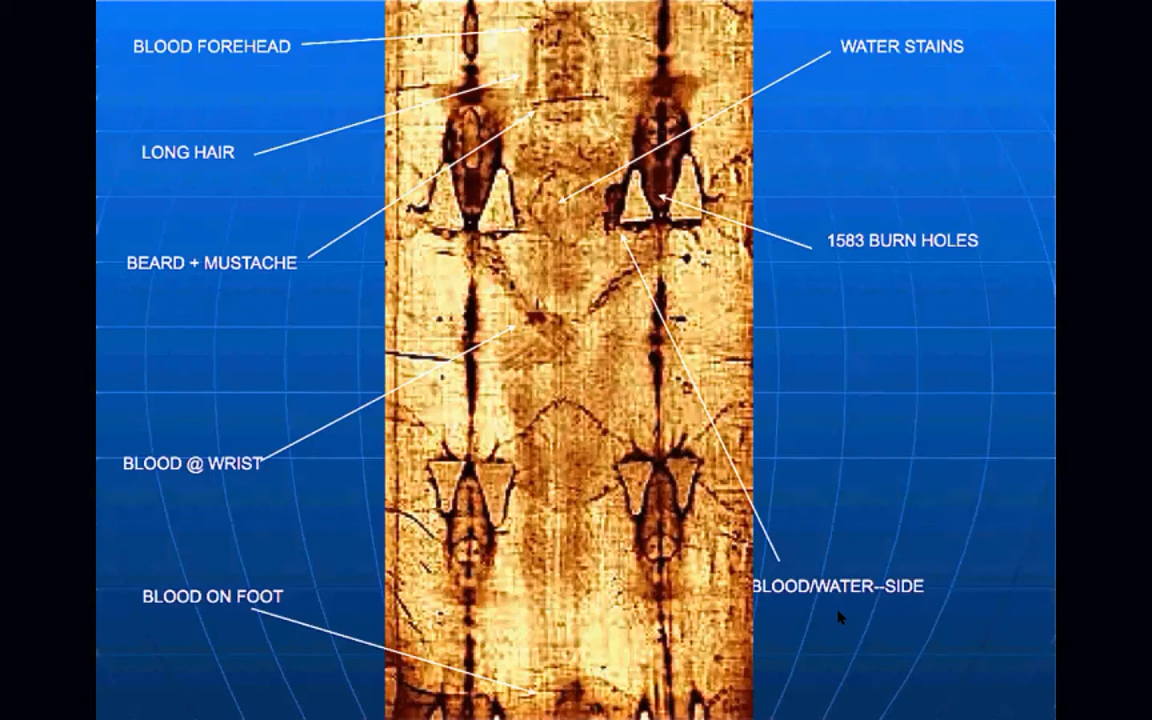 BLOOD FOREHEAD
WATER STAINS
LONG HAIR
1583 BURN HOLES
BEARD + MUSTACHE
BLOOD @ WRIST
BLOOD/WATER--SIDE
BLOOD ON FOOT